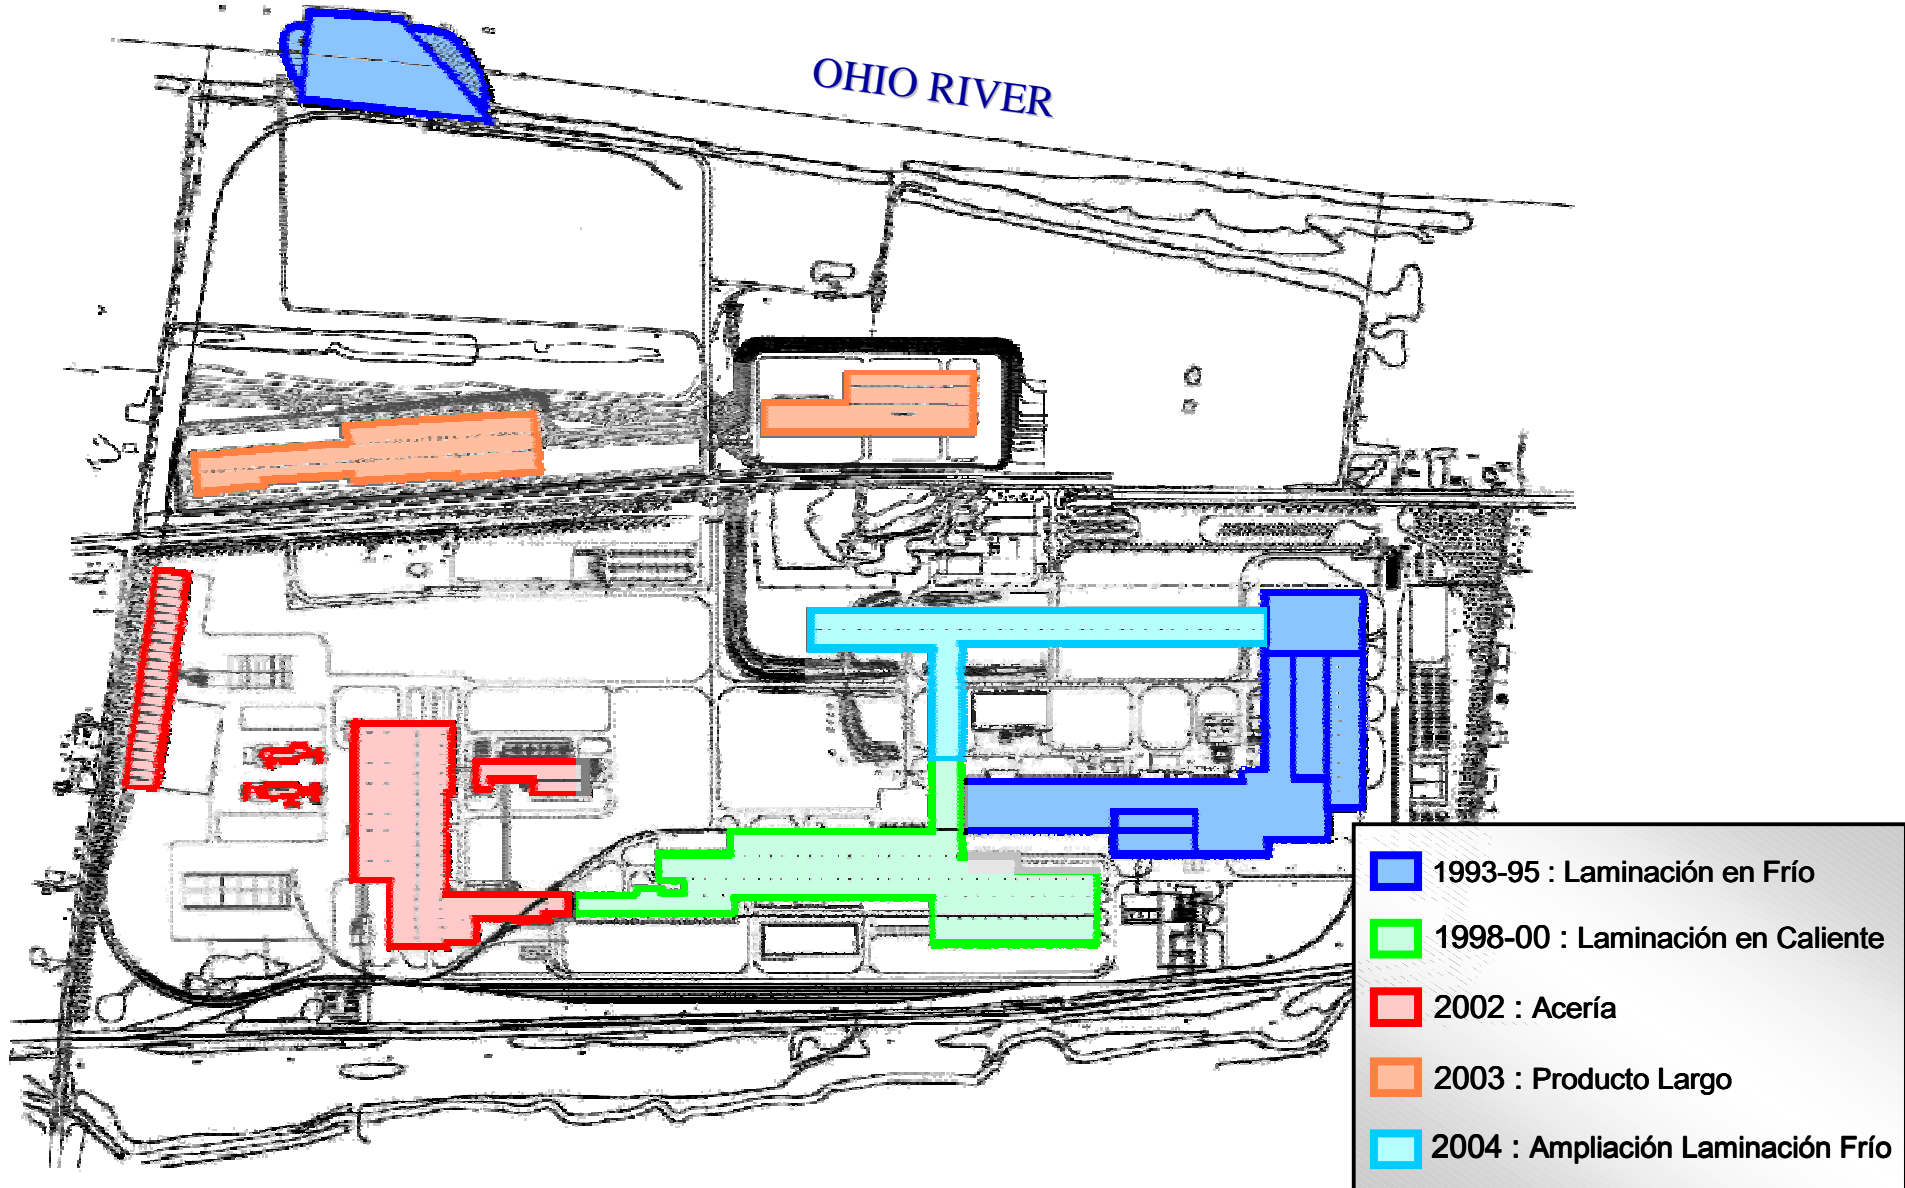 OHIO RIVER
1993-95 : Laminación en Frío
1998-00 : Laminación en Caliente
2002 : Acería
2003 : Producto Largo
2004 : Ampliación Laminación Frío